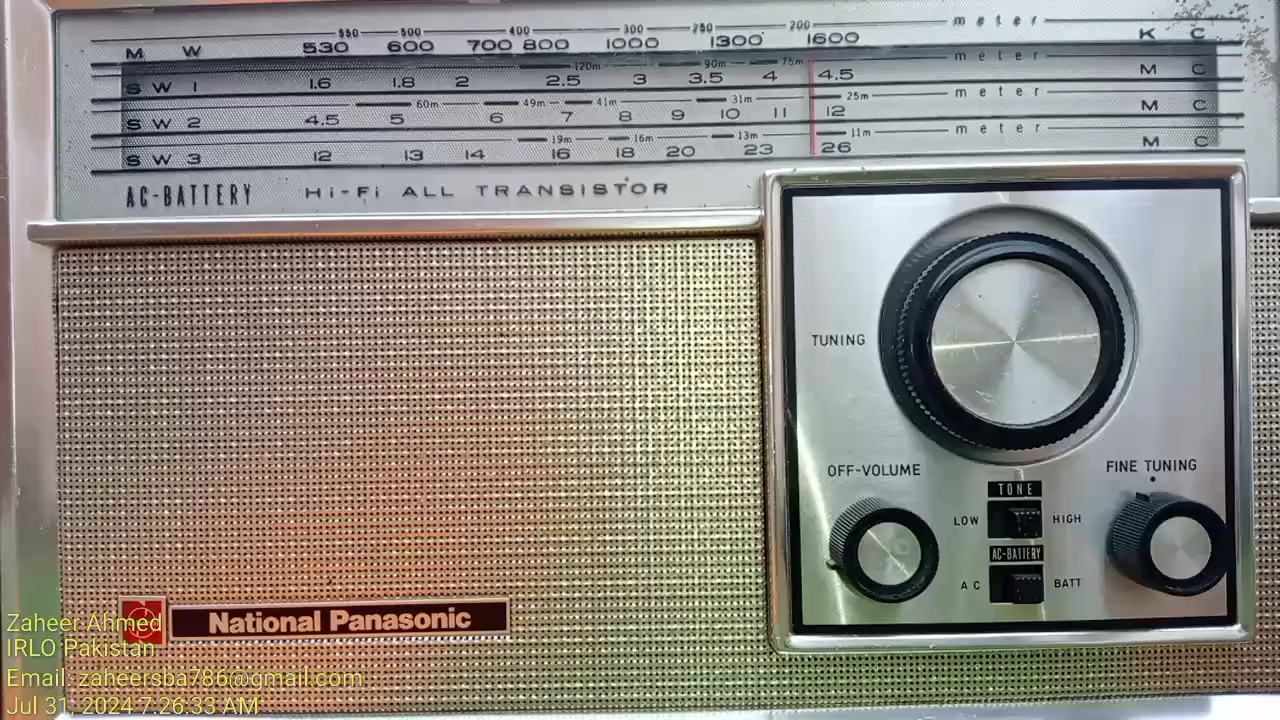 550 500 400 300 250 200 meter
M W 530 600 700 800 1000 1300 1600 K C
120m 90m 75m meter
S W 1 1.6 1.8 2 2.5 3 3.5 4 4.5 M C
60m 49m 41m 31m 25m meter
S W 2 4.5 5 6 7 8 9 10 11 12 M C
19m 16m 13m 11m meter
S W 3 12 13 14 16 18 20 23 26 M C
AC-BATTERY Hi-Fi ALL TRANSISTOR
TUNING
OFF-VOLUME
FINE TUNING
TONE
LOW HIGH
AC-BATTERY
AC BATT
National Panasonic
Zaheer Ahmed
IRLO Pakistan
Email: zaheersba786@gmail.com
Jul 31, 2024 7:26:33 AM